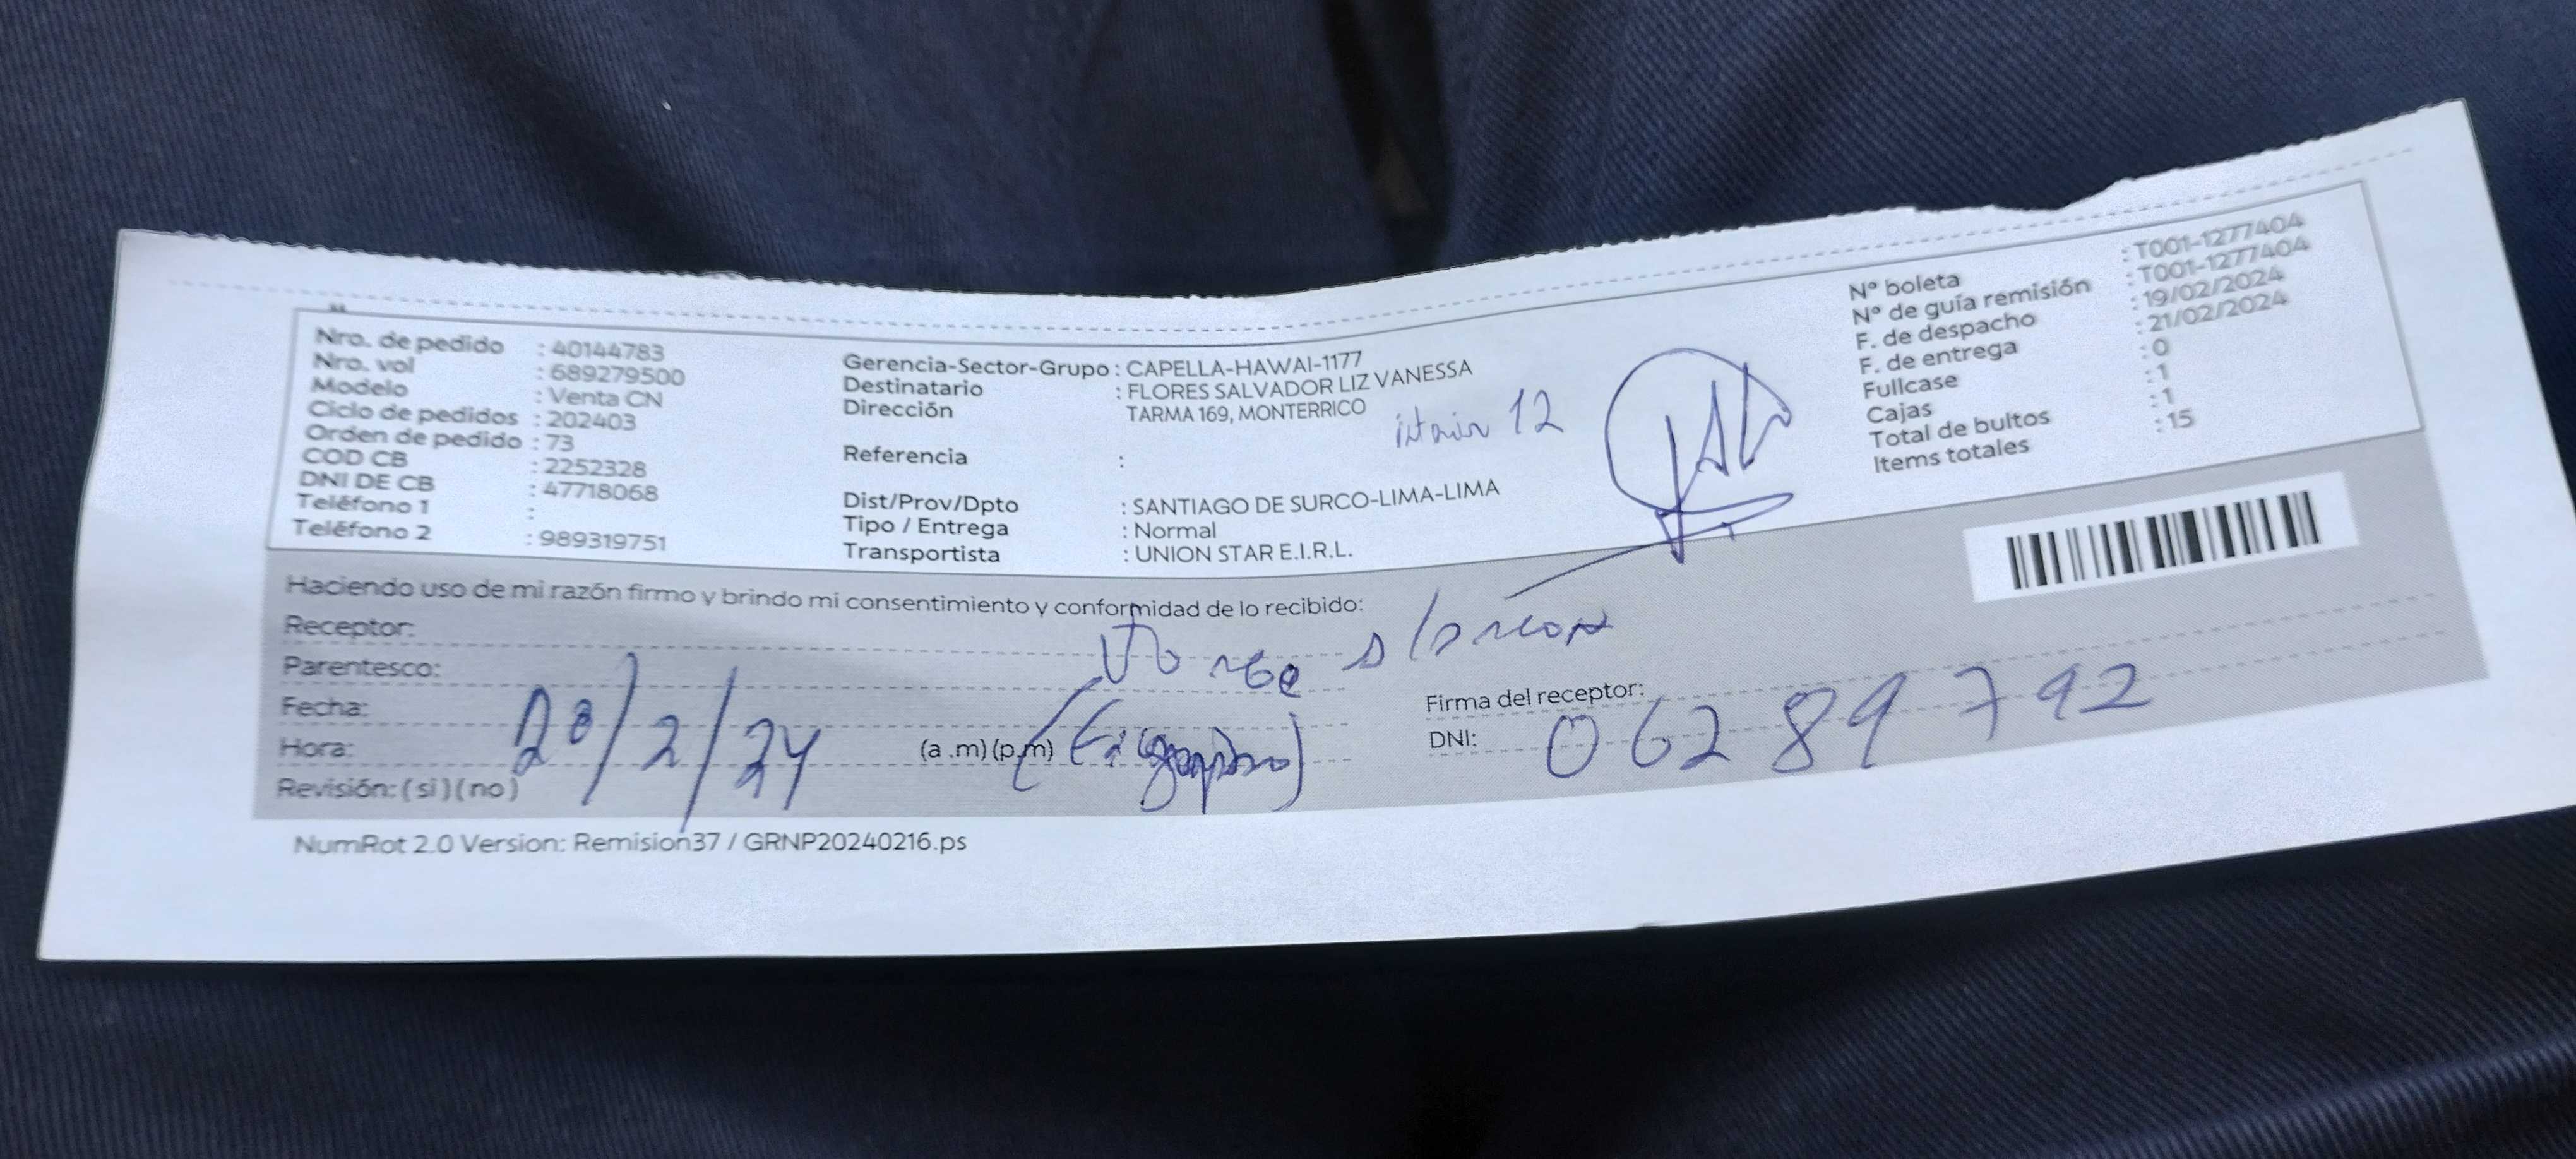 Nro. de pedido : 40144783
Nro. vol : 689279500
Modelo : Venta CN
Ciclo de pedidos : 202403
Orden de pedido : 73
COD CB : 2252328
DNI DE CB : 47718068
Teléfono 1 :
Teléfono 2 : 989319751
Gerencia-Sector-Grupo : CAPELLA-HAWAI-1177
Destinatario : FLORES SALVADOR LIZ VANESSA
Dirección TARMA 169, MONTERRICO
12
Referencia :
Dist/Prov/Dpto : SANTIAGO DE SURCO-LIMA-LIMA
Tipo / Entrega : Normal
Transportista : UNION STAR E.I.R.L.
Nº boleta : T001-1277404
Nº de guía remisión : T001-1277404
F. de despacho : 19/02/2024
F. de entrega : 21/02/2024
Fullcase : 0
Cajas : 1
Total de bultos : 1
Items totales : 15
Haciendo uso de mi razón firmo y brindo mi consentimiento y conformidad de lo recibido:
Receptor:
Parentesco:
Fecha: 20/2/24
Hora: (a .m) (p.m)
Revisión: ( si ) ( no )
Firma del receptor:
DNI: 06289792
NumRot 2.0 Version: Remision37 / GRNP20240216.ps